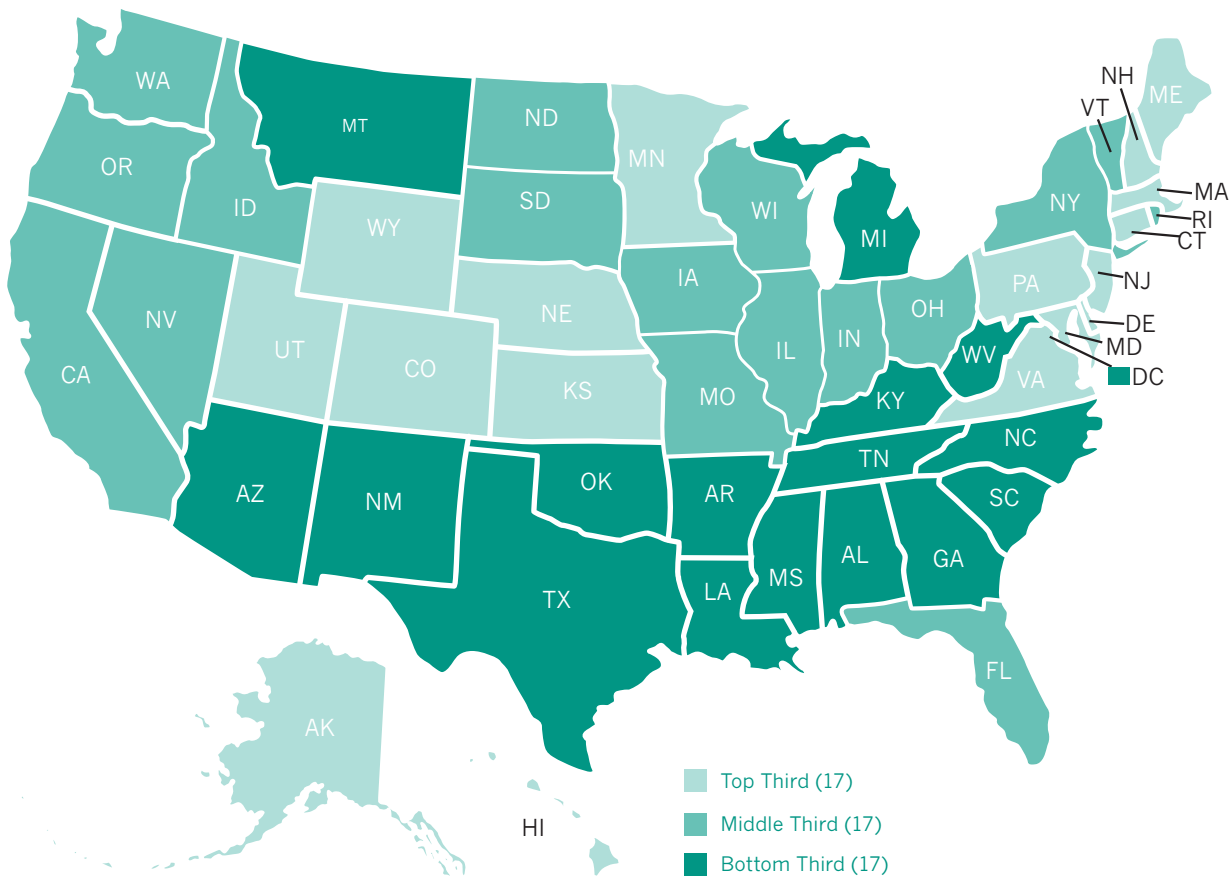 NH
ME
WA
VT
ND
MT
MN
OR
MA
SD
ID
NY
WI
RI
WY
MI
CT
IA
PA
NJ
NE
OH
NV
DE
UT
IN
IL
MD
WV
CO
CA
DC
VA
KS
MO
KY
NC
TN
OK
AZ
AR
SC
NM
AL
GA
MS
LA
TX
FL
AK
HI
Top Third (17)
Middle Third (17)
Bottom Third (17)